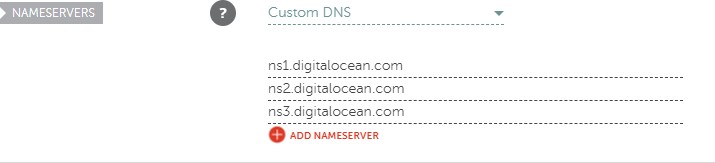 NAMESERVERS
?
Custom DNS
ns1.digitalocean.com
ns2.digitalocean.com
ns3.digitalocean.com
ADD NAMESERVER